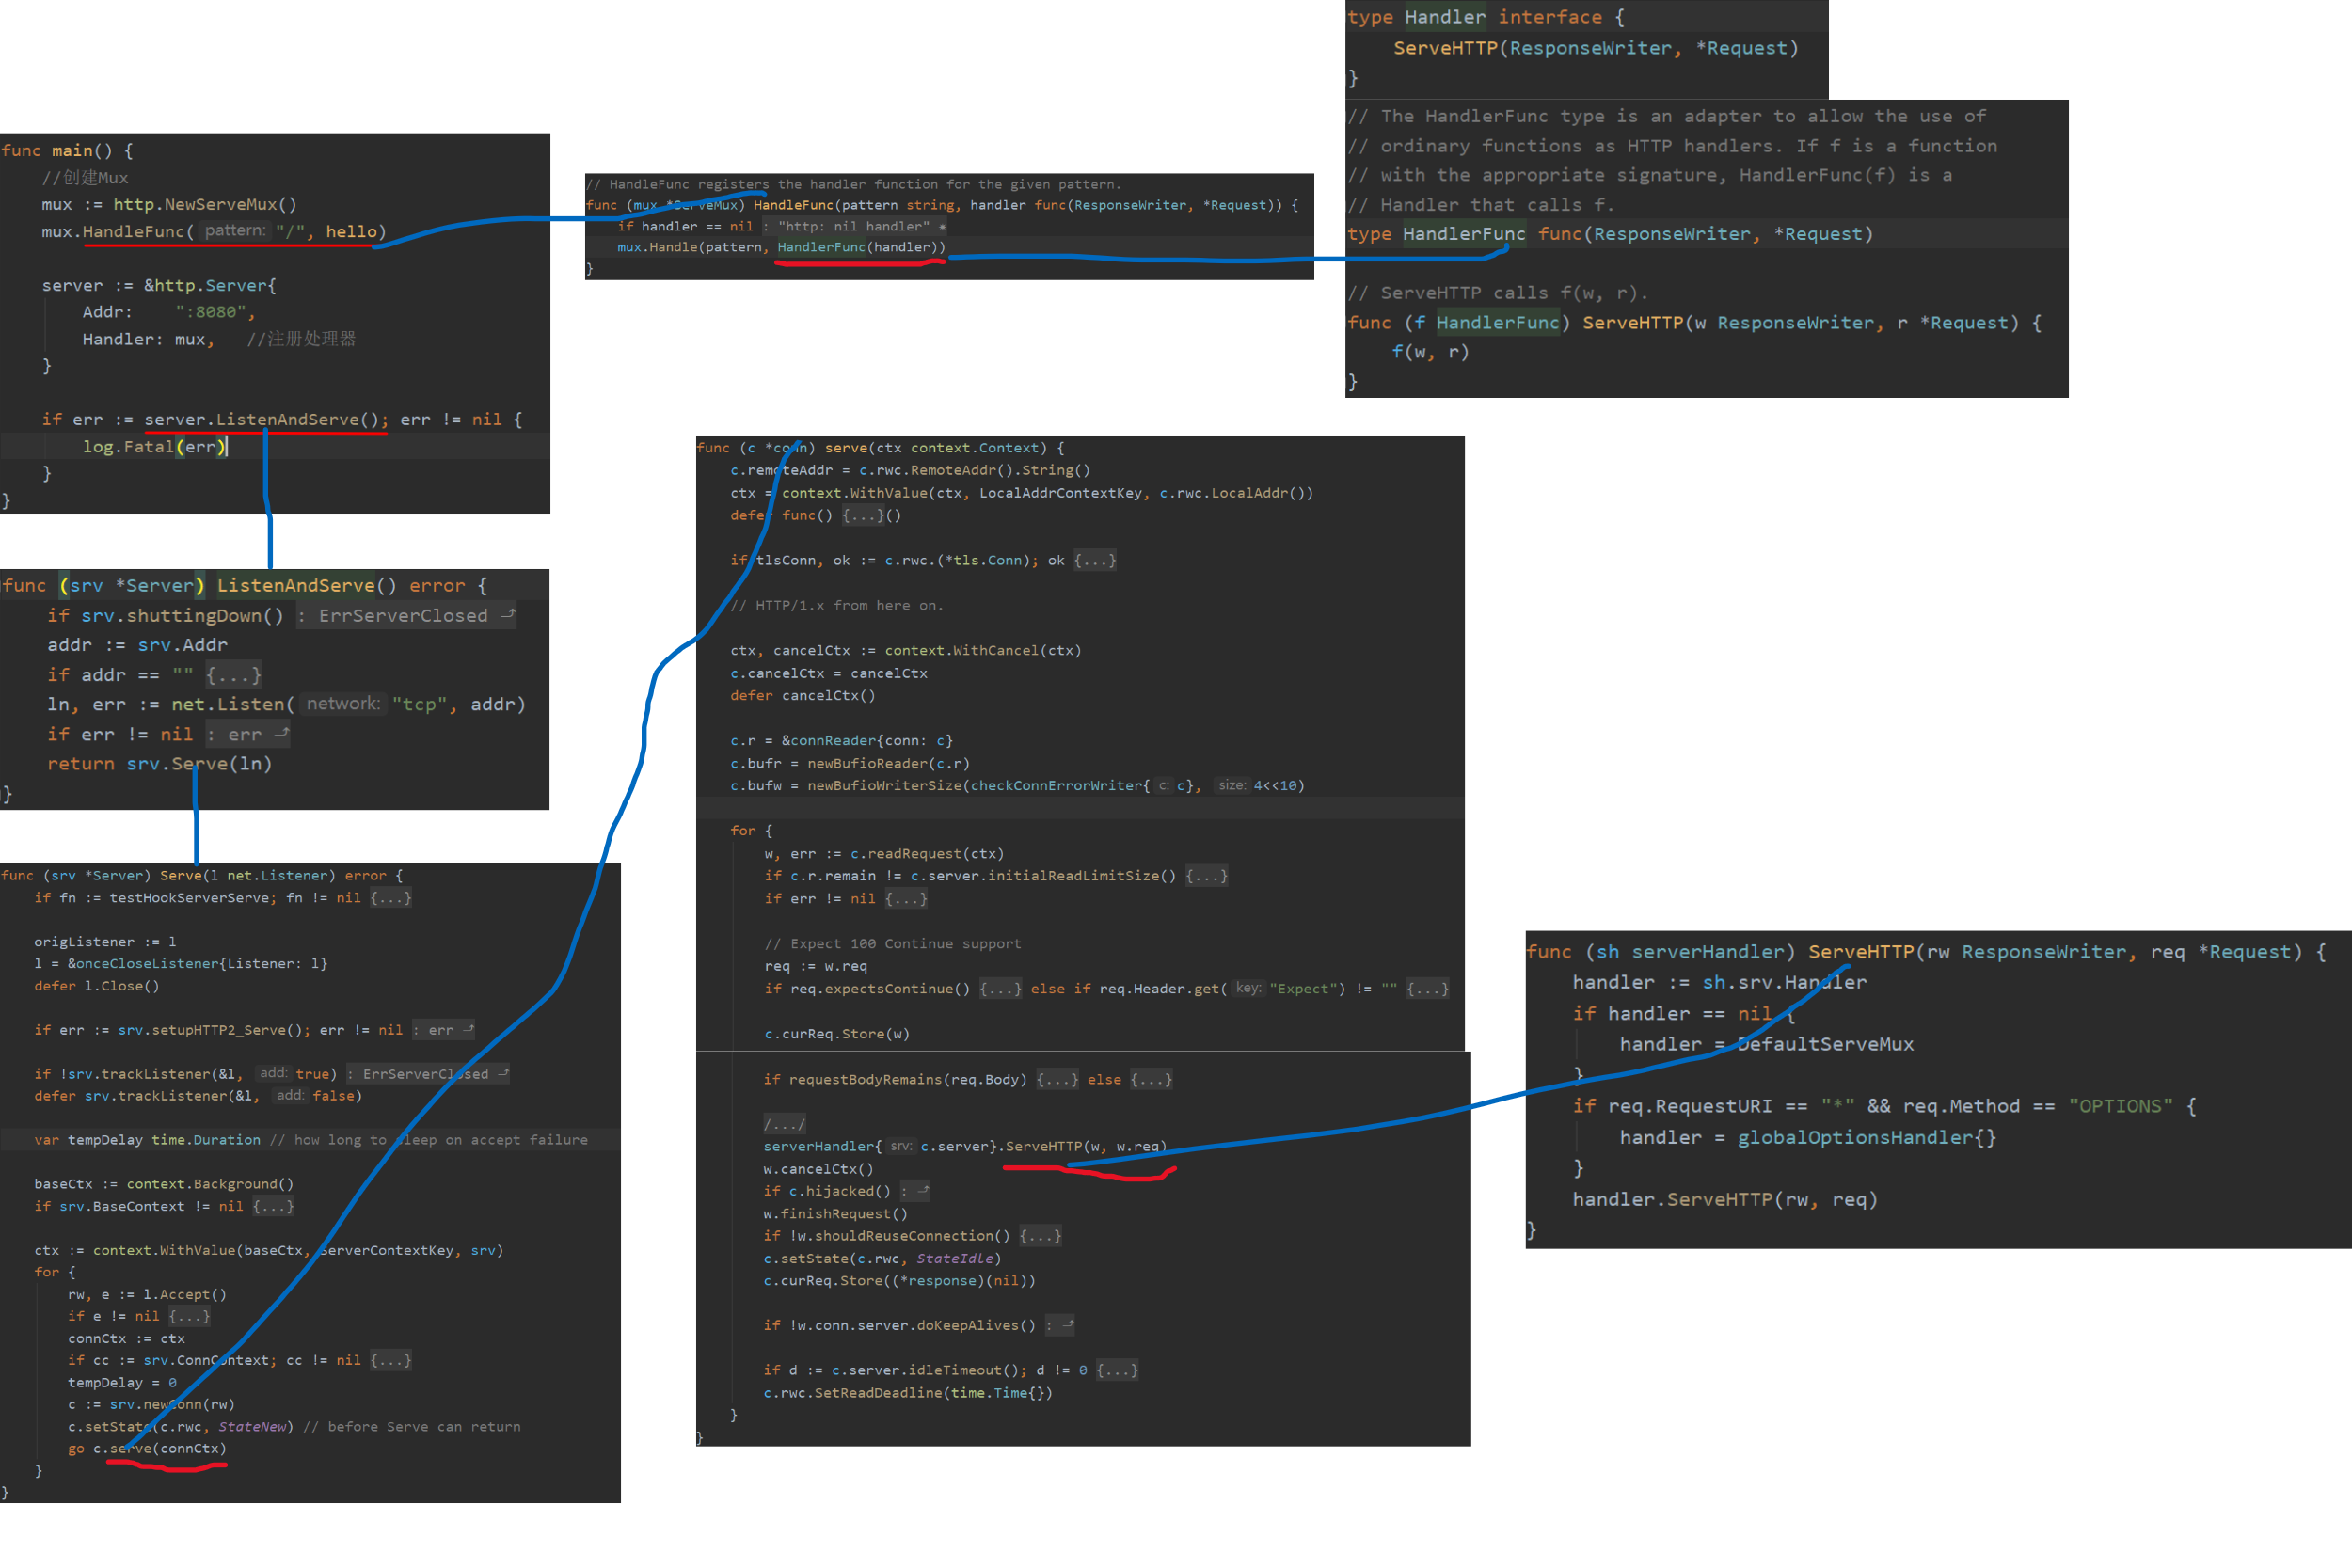 func main() {
//创建Mux
mux := http.NewServeMux()
mux.HandleFunc( pattern: "/", hello)
server := &http.Server{
Addr: ":8080",
Handler: mux, //注册处理器
}
if err := server.ListenAndServe(); err != nil {
log.Fatal(err)
}
}
// HandleFunc registers the handler function for the given pattern.
func (mux *ServeMux) HandleFunc(pattern string, handler func(ResponseWriter, *Request)) {
if handler == nil : "http: nil handler"
mux.Handle(pattern, HandlerFunc(handler))
}
type Handler interface {
ServeHTTP(ResponseWriter, *Request)
}
// The HandlerFunc type is an adapter to allow the use of
// ordinary functions as HTTP handlers. If f is a function
// with the appropriate signature, HandlerFunc(f) is a
// Handler that calls f.
type HandlerFunc func(ResponseWriter, *Request)
// ServeHTTP calls f(w, r).
func (f HandlerFunc) ServeHTTP(w ResponseWriter, r *Request) {
f(w, r)
}
func (srv *Server) ListenAndServe() error {
if srv.shuttingDown() : ErrServerClosed
addr := srv.Addr
if addr == "" {...}
ln, err := net.Listen( network: "tcp", addr)
if err != nil : err
return srv.Serve(ln)
}
func (srv *Server) Serve(l net.Listener) error {
if fn := testHookServerServe; fn != nil {...}
origListener := l
l = &onceCloseListener{Listener: l}
defer l.Close()
if err := srv.setupHTTP2_Serve(); err != nil : err
if !srv.trackListener(&l, add: true) : ErrServerClosed
defer srv.trackListener(&l, add: false)
var tempDelay time.Duration // how long to sleep on accept failure
baseCtx := context.Background()
if srv.BaseContext != nil {...}
ctx := context.WithValue(baseCtx, ServerContextKey, srv)
for {
rw, e := l.Accept()
if e != nil {...}
connCtx := ctx
if cc := srv.ConnContext; cc != nil {...}
tempDelay = 0
c := srv.newConn(rw)
c.setState(c.rwc, StateNew) // before Serve can return
go c.serve(connCtx)
}
}
func (c *conn) serve(ctx context.Context) {
c.remoteAddr = c.rwc.RemoteAddr().String()
ctx = context.WithValue(ctx, LocalAddrContextKey, c.rwc.LocalAddr())
defer func() {...}()
if tlsConn, ok := c.rwc.(*tls.Conn); ok {...}
// HTTP/1.x from here on.
ctx, cancelCtx := context.WithCancel(ctx)
c.cancelCtx = cancelCtx
defer cancelCtx()
c.r = &connReader{conn: c}
c.bufr = newBufioReader(c.r)
c.bufw = newBufioWriterSize(checkConnErrorWriter{ c: c}, size: 4<<10)
for {
w, err := c.readRequest(ctx)
if c.r.remain != c.server.initialReadLimitSize() {...}
if err != nil {...}
// Expect 100 Continue support
req := w.req
if req.expectsContinue() {...} else if req.Header.get( key: "Expect") != "" {...}
c.curReq.Store(w)
if requestBodyRemains(req.Body) {...} else {...}
/.../
serverHandler{ srv: c.server}.ServeHTTP(w, w.req)
w.cancelCtx()
if c.hijacked() :
w.finishRequest()
if !w.shouldReuseConnection() {...}
c.setState(c.rwc, StateIdle)
c.curReq.Store((*response)(nil))
if !w.conn.server.doKeepAlives() :
if d := c.server.idleTimeout(); d != 0 {...}
c.rwc.SetReadDeadline(time.Time{})
}
}
func (sh serverHandler) ServeHTTP(rw ResponseWriter, req *Request) {
handler := sh.srv.Handler
if handler == nil {
handler = DefaultServeMux
}
if req.RequestURI == "*" && req.Method == "OPTIONS" {
handler = globalOptionsHandler{}
}
handler.ServeHTTP(rw, req)
}